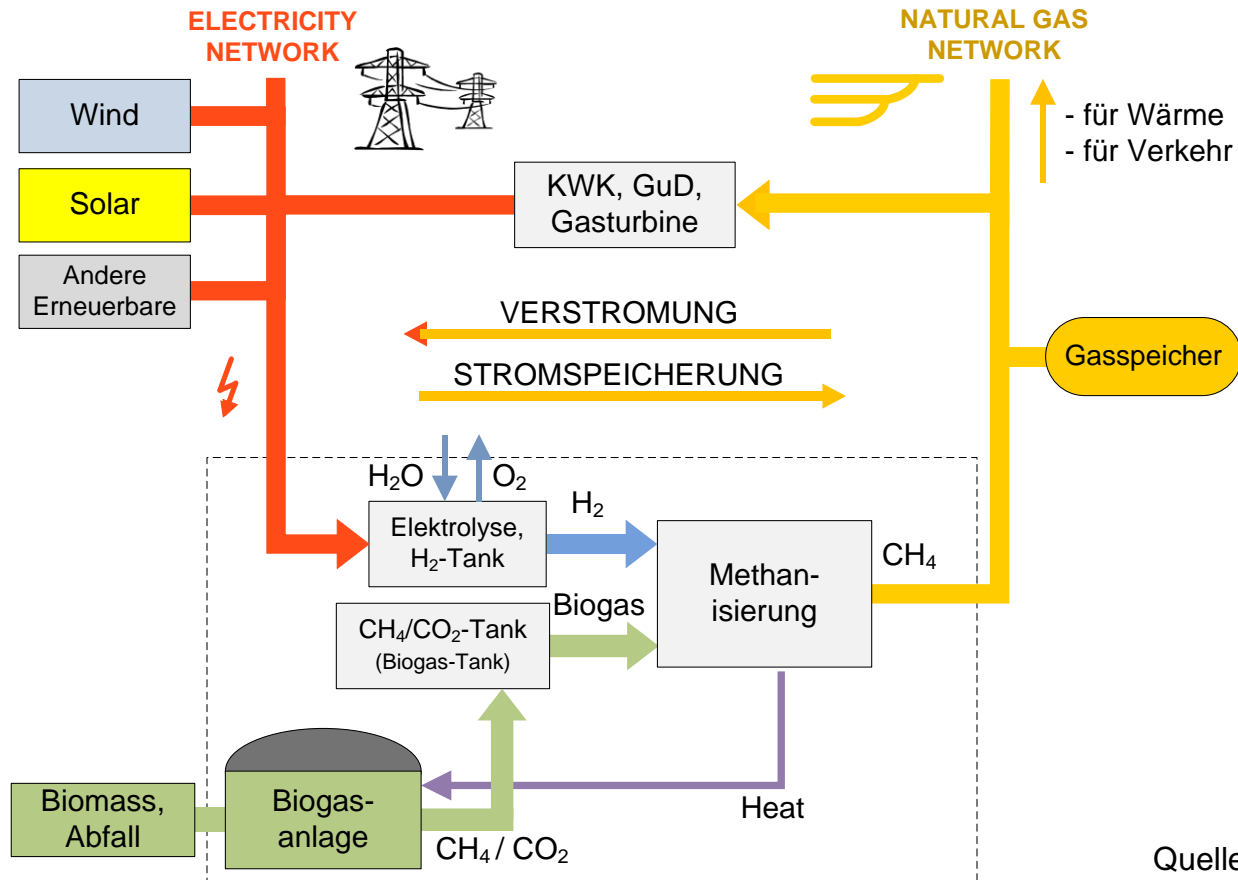 ELECTRICITY
NETWORK
NATURAL GAS
NETWORK
Wind
- für Wärme
- für Verkehr
Solar
KWK, GuD,
Gasturbine
Andere
Erneuerbare
VERSTROMUNG
Gasspeicher
STROMSPEICHERUNG
H₂O
O₂
H₂
Elektrolyse,
H₂-Tank
Methan-
isierung
CH₄
Biogas
CH₄/CO₂-Tank
(Biogas-Tank)
Biomass,
Abfall
Biogas-
anlage
Heat
CH₄ / CO₂
Quelle